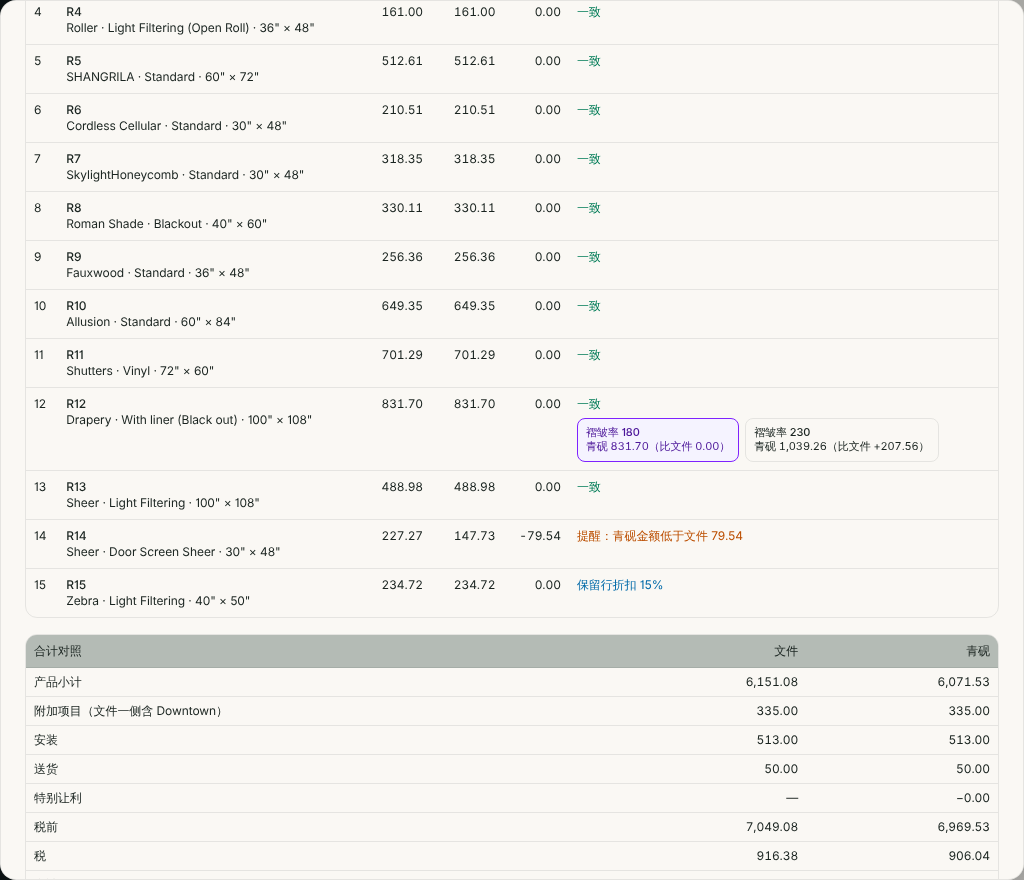 4 R4 161.00 161.00 0.00 一致
Roller · Light Filtering (Open Roll) · 36" × 48"
5 R5 512.61 512.61 0.00 一致
SHANGRILA · Standard · 60" × 72"
6 R6 210.51 210.51 0.00 一致
Cordless Cellular · Standard · 30" × 48"
7 R7 318.35 318.35 0.00 一致
SkylightHoneycomb · Standard · 30" × 48"
8 R8 330.11 330.11 0.00 一致
Roman Shade · Blackout · 40" × 60"
9 R9 256.36 256.36 0.00 一致
Fauxwood · Standard · 36" × 48"
10 R10 649.35 649.35 0.00 一致
Allusion · Standard · 60" × 84"
11 R11 701.29 701.29 0.00 一致
Shutters · Vinyl · 72" × 60"
12 R12 831.70 831.70 0.00 一致
Drapery · With liner (Black out) · 100" × 108"
褶皱率 180
青砚 831.70（比文件 0.00）
褶皱率 230
青砚 1,039.26（比文件 +207.56）
13 R13 488.98 488.98 0.00 一致
Sheer · Light Filtering · 100" × 108"
14 R14 227.27 147.73 -79.54 提醒：青砚金额低于文件 79.54
Sheer · Door Screen Sheer · 30" × 48"
15 R15 234.72 234.72 0.00 保留行折扣 15%
Zebra · Light Filtering · 40" × 50"
合计对照 文件 青砚
产品小计 6,151.08 6,071.53
附加项目（文件一侧含 Downtown） 335.00 335.00
安装 513.00 513.00
送货 50.00 50.00
特别让利 — −0.00
税前 7,049.08 6,969.53
税 916.38 906.04